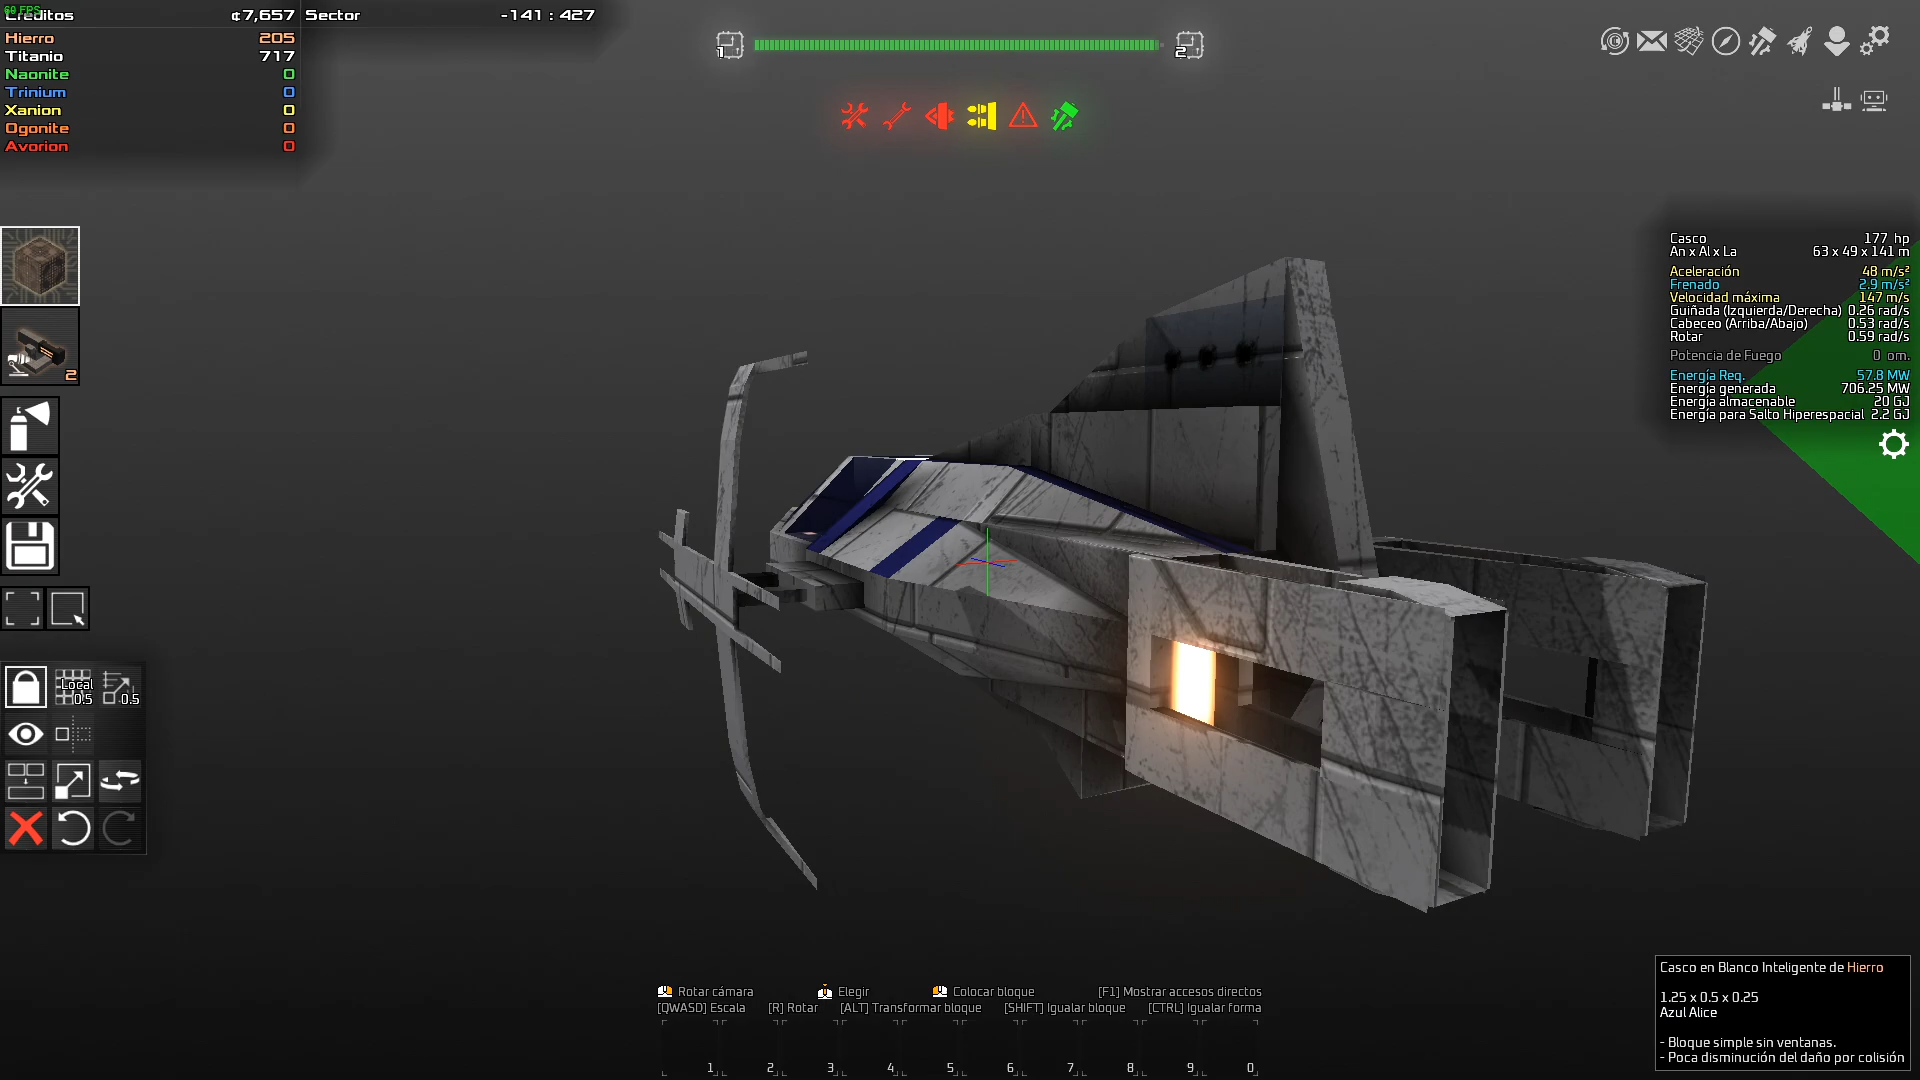 60 FPS
Créditos ¢7,657 Sector -141 : 427
Hierro 205
Titanio 717
Naonite 0
Trinium 0
Xanion 0
Ogonite 0
Avorion 0
1 2
2
Casco 177 hp
An x Al x La 63 x 49 x 141 m
Aceleración 48 m/s²
Frenado 2.9 m/s²
Velocidad máxima 147 m/s
Guiñada (Izquierda/Derecha) 0.26 rad/s
Cabeceo (Arriba/Abajo) 0.53 rad/s
Rotar 0.59 rad/s
Potencia de Fuego 0 om.
Energía Req. 57.8 MW
Energía generada 706.25 MW
Energía almacenable 20 GJ
Energía para Salto Hiperespacial 2.2 GJ
Local
0.5 0.5
Rotar cámara Elegir Colocar bloque [F1] Mostrar accesos directos
[QWASD] Escala [R] Rotar [ALT] Transformar bloque [SHIFT] Igualar bloque [CTRL] Igualar forma
1 2 3 4 5 6 7 8 9 0
Casco en Blanco Inteligente de Hierro
1.25 x 0.5 x 0.25
Azul Alice
- Bloque simple sin ventanas.
- Poca disminución del daño por colisión